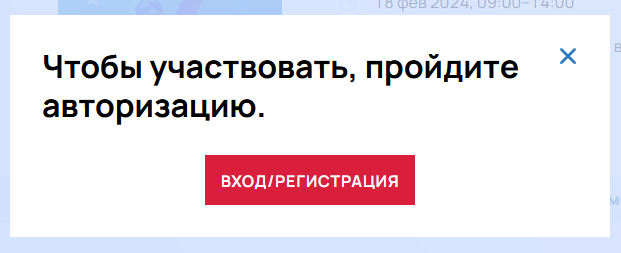 18 фев 2024, 09:00–14:00
Чтобы участвовать, пройдите
авторизацию.
ВХОД/РЕГИСТРАЦИЯ